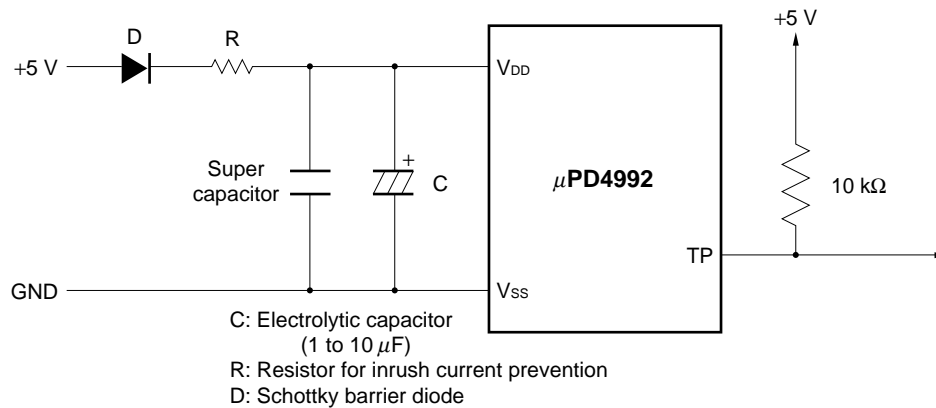 +5 V
D
R
+5 V
VDD
Super
capacitor
+
C
μPD4992
10 kΩ
TP
GND
VSS
C: Electrolytic capacitor
(1 to 10 μF)
R: Resistor for inrush current prevention
D: Schottky barrier diode